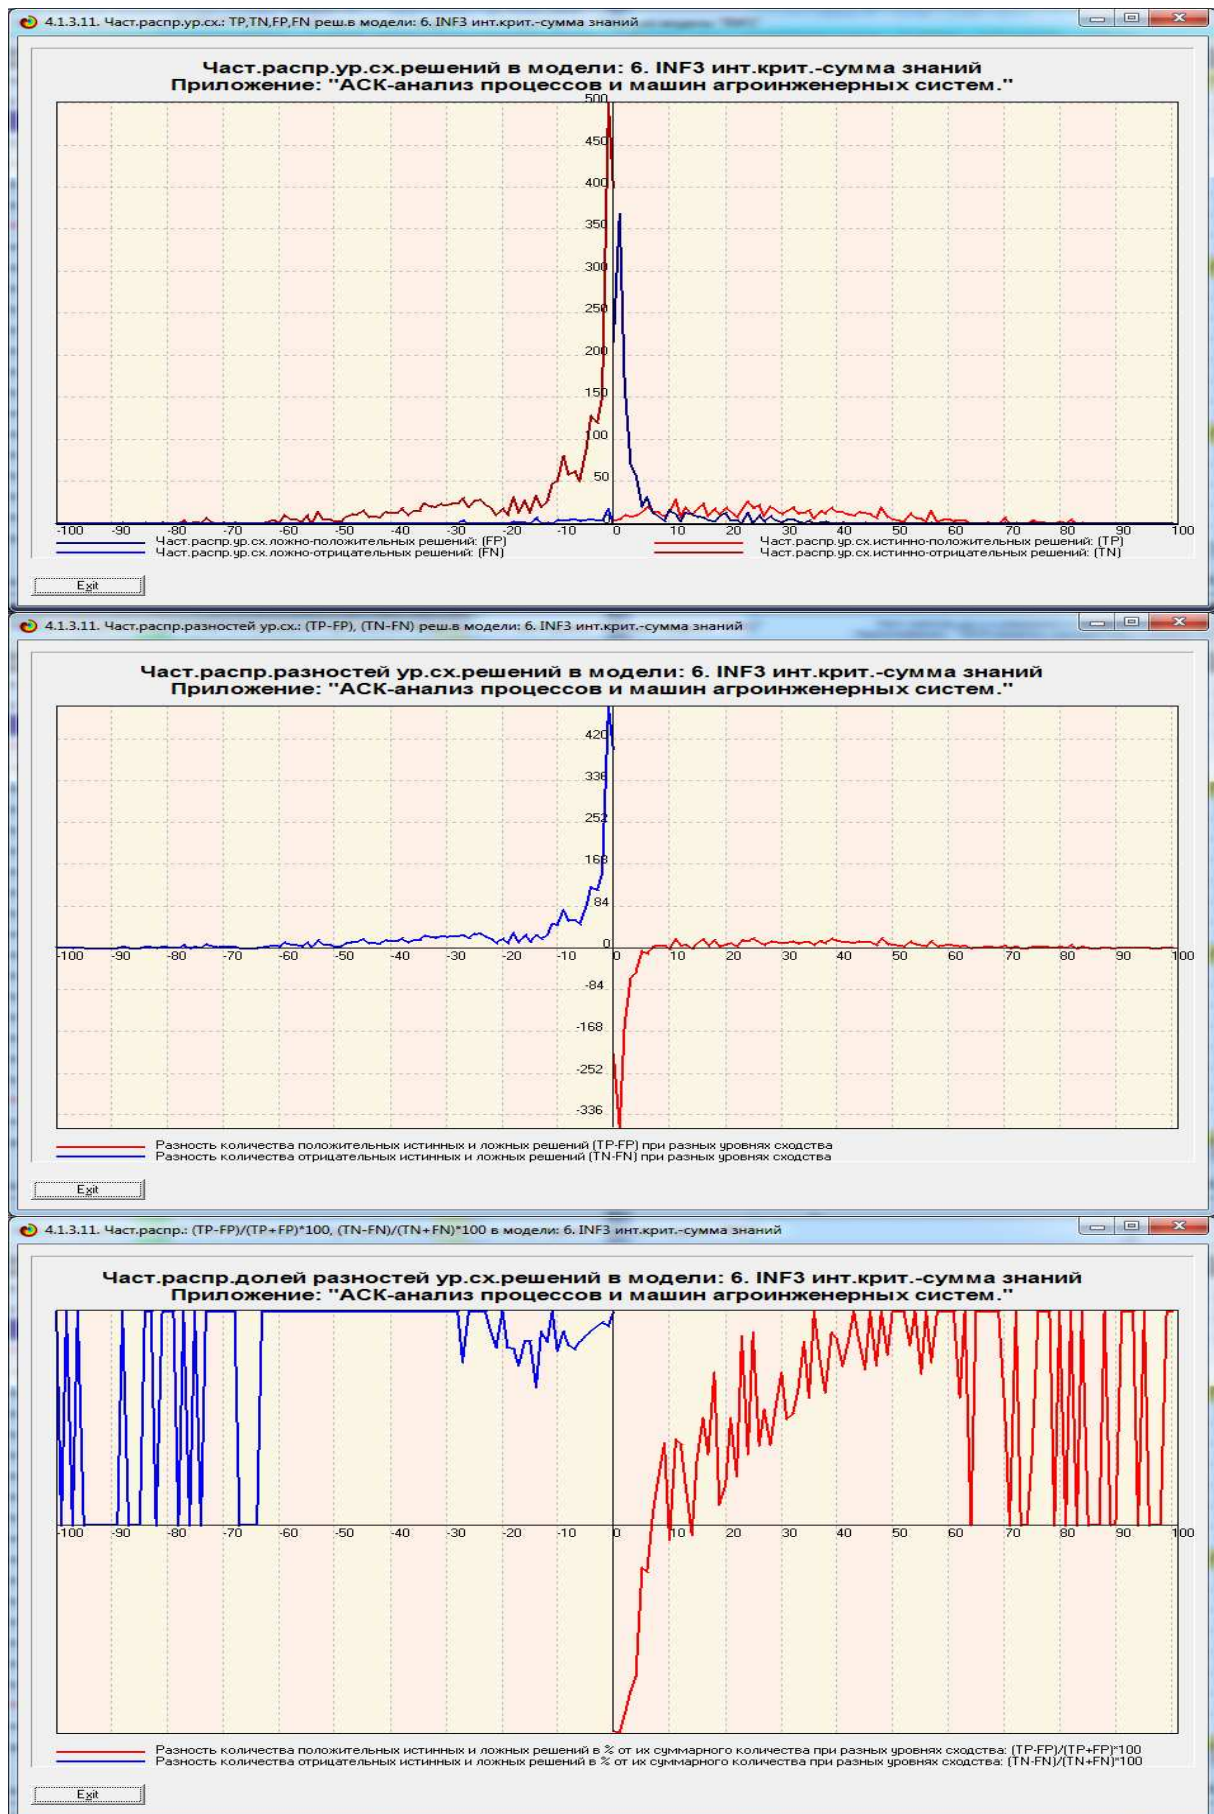 4.1.3.11. Част.распр.ур.сх.: TP,TN,FP,FN реш.в модели: 6. INF3 инт.крит.-сумма знаний
Част.распр.ур.сх.решений в модели: 6. INF3 инт.крит.-сумма знаний
Приложение: "АСК-анализ процессов и машин агроинженерных систем."
500
450
400
350
300
250
200
150
100
50
-100 -90 -80 -70 -60 -50 -40 -30 -20 -10 0 10 20 30 40 50 60 70 80 90 100
Част.распр.ур.сх.ложно-положительных решений: (FP) Част.распр.ур.сх.истинно-положительных решений: (TP)
Част.распр.ур.сх.ложно-отрицательных решений: (FN) Част.распр.ур.сх.истинно-отрицательных решений: (TN)
Exit
4.1.3.11. Част.распр.разностей ур.сх.: (TP-FP), (TN-FN) реш.в модели: 6. INF3 инт.крит.-сумма знаний
Част.распр.разностей ур.сх.решений в модели: 6. INF3 инт.крит.-сумма знаний
Приложение: "АСК-анализ процессов и машин агроинженерных систем."
420
336
252
168
84
0
-100 -90 -80 -70 -60 -50 -40 -30 -20 -10 0 10 20 30 40 50 60 70 80 90 100
-84
-168
-252
-336
Разность количества положительных истинных и ложных решений (TP-FP) при разных уровнях сходства
Разность количества отрицательных истинных и ложных решений (TN-FN) при разных уровнях сходства
Exit
4.1.3.11. Част.распр.: (TP-FP)/(TP+FP)*100, (TN-FN)/(TN+FN)*100 в модели: 6. INF3 инт.крит.-сумма знаний
Част.распр.долей разностей ур.сх.решений в модели: 6. INF3 инт.крит.-сумма знаний
Приложение: "АСК-анализ процессов и машин агроинженерных систем."
-100 -90 -80 -70 -60 -50 -40 -30 -20 -10 0 10 20 30 40 50 60 70 80 90 100
Разность количества положительных истинных и ложных решений в % от их суммарного количества при разных уровнях сходства: (TP-FP)/(TP+FP)*100
Разность количества отрицательных истинных и ложных решений в % от их суммарного количества при разных уровнях сходства: (TN-FN)/(TN+FN)*100
Exit